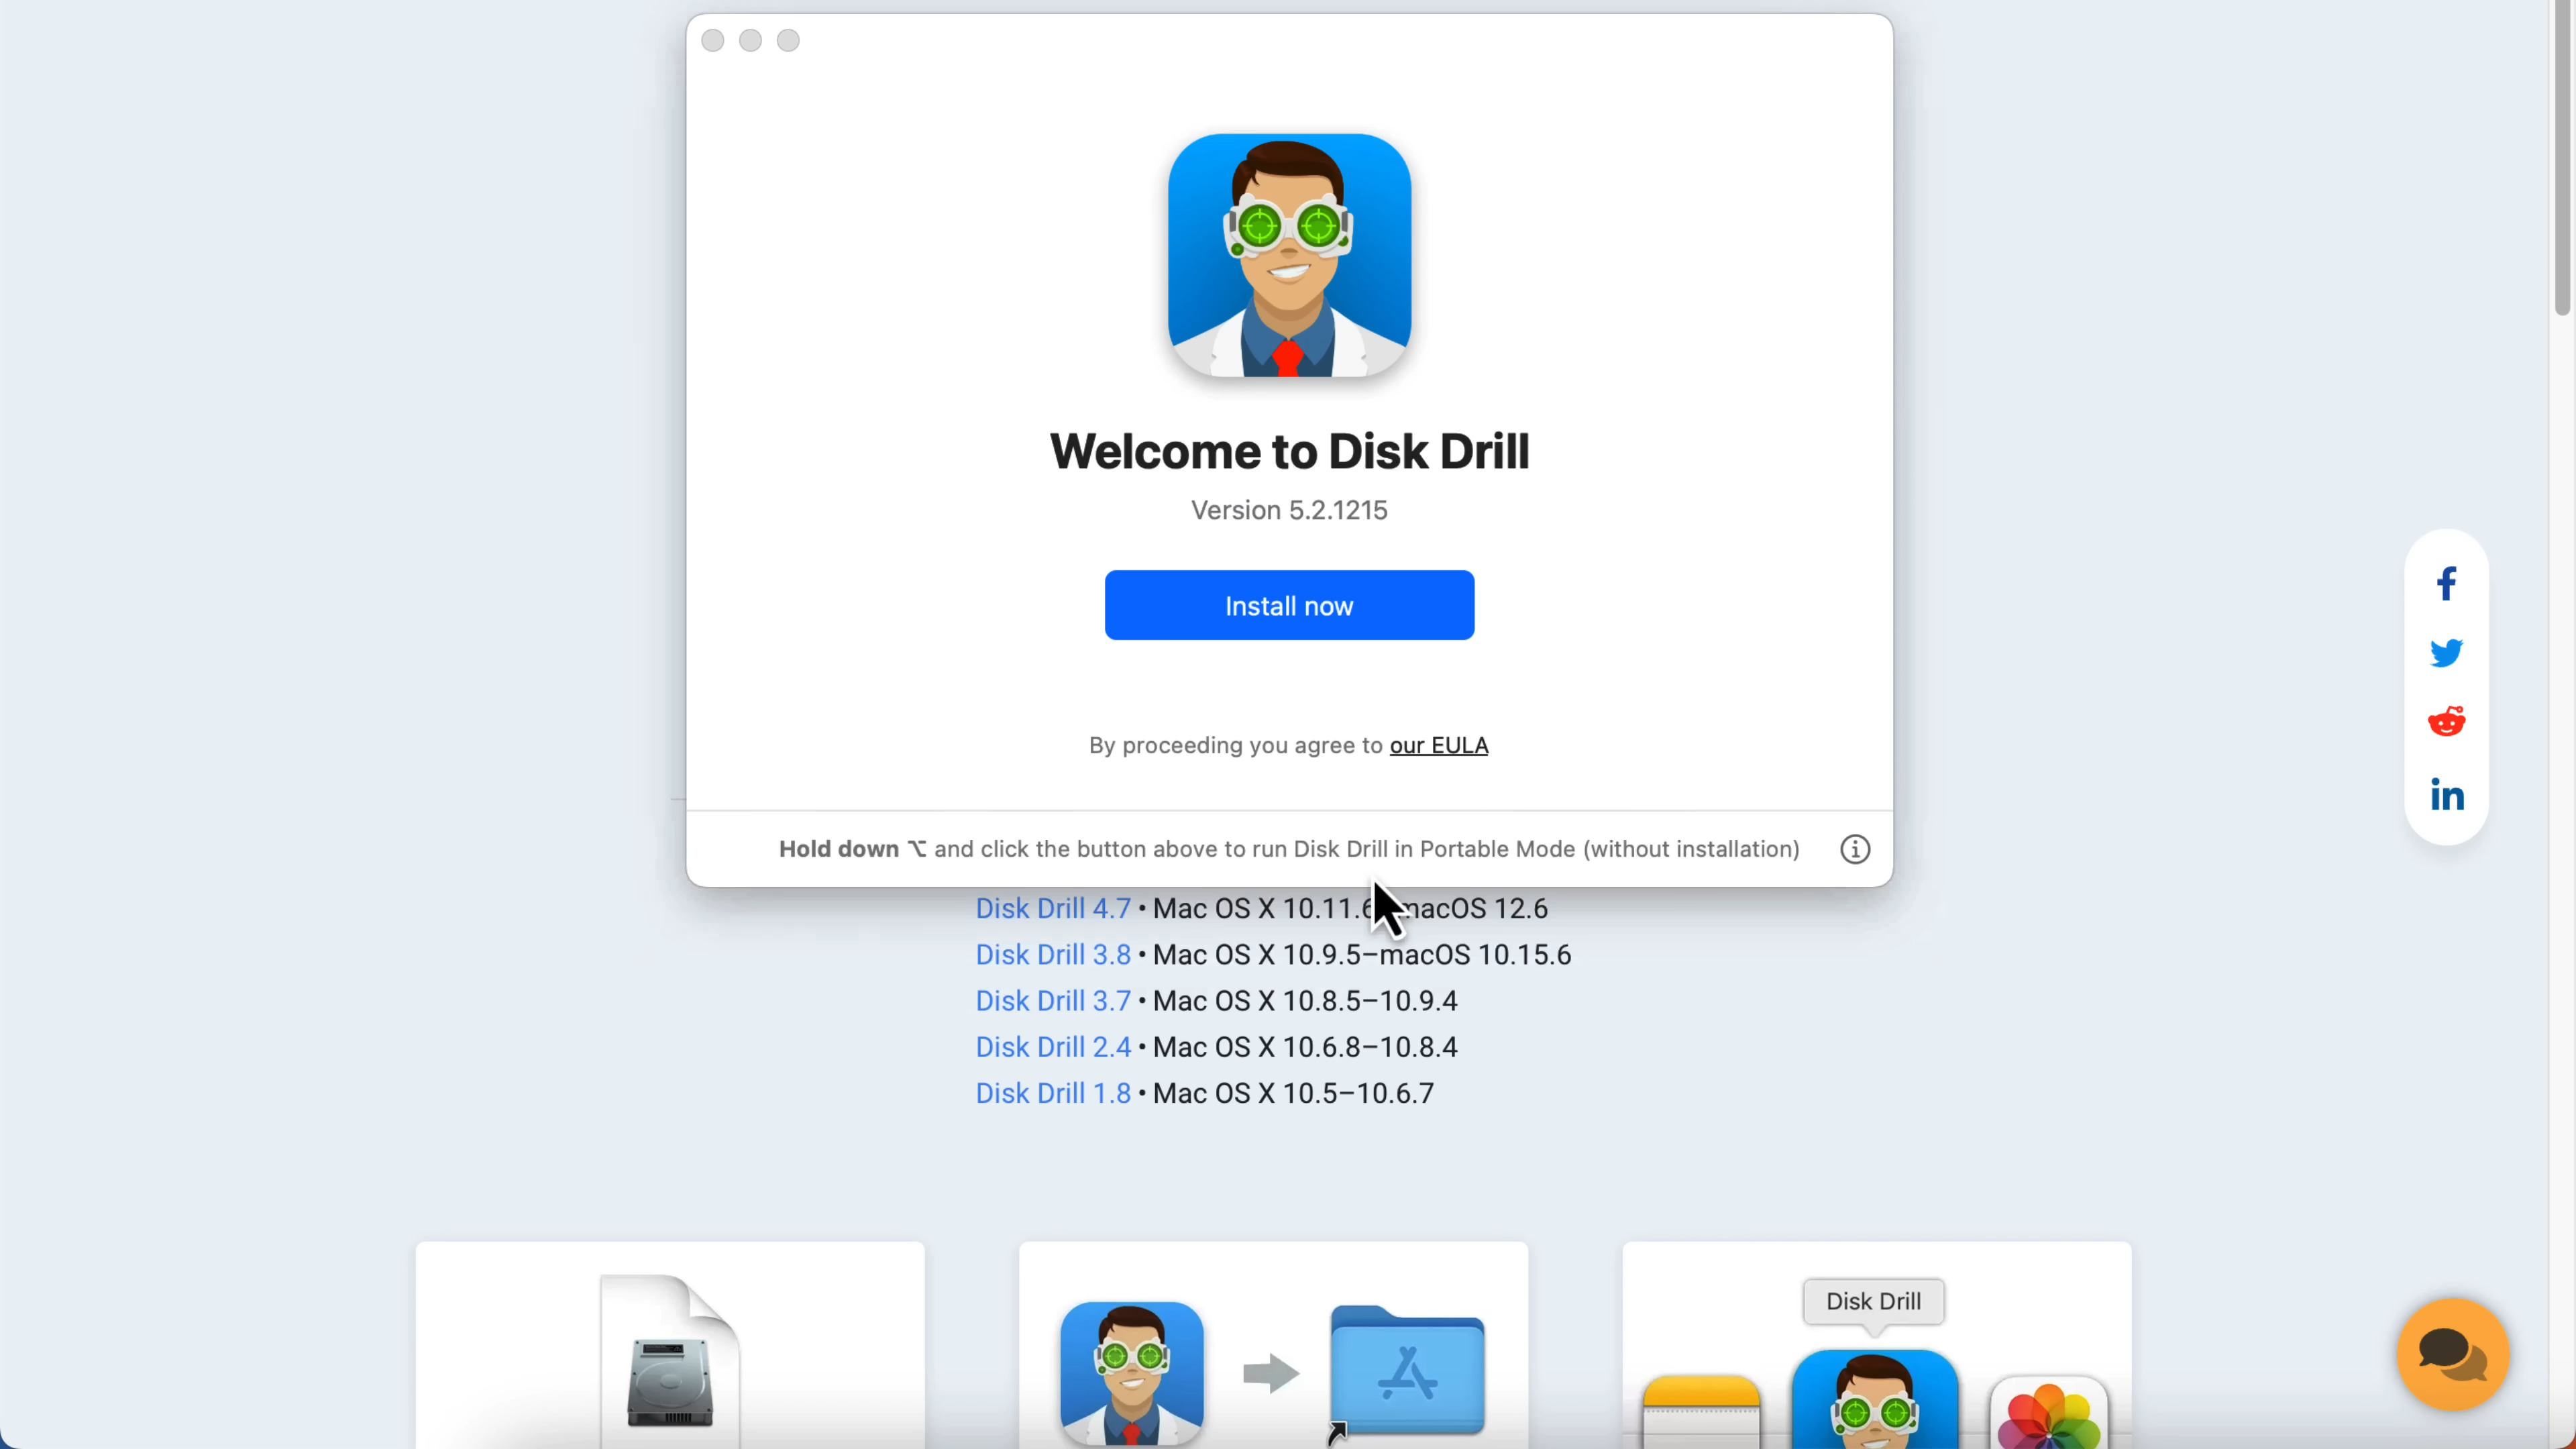 Welcome to Disk Drill
Version 5.2.1215
Install now
By proceeding you agree to our EULA
Hold down ⌥ and click the button above to run Disk Drill in Portable Mode (without installation)
Disk Drill 4.7 • Mac OS X 10.11.6 macOS 12.6
Disk Drill 3.8 • Mac OS X 10.9.5–macOS 10.15.6
Disk Drill 3.7 • Mac OS X 10.8.5–10.9.4
Disk Drill 2.4 • Mac OS X 10.6.8–10.8.4
Disk Drill 1.8 • Mac OS X 10.5–10.6.7
Disk Drill